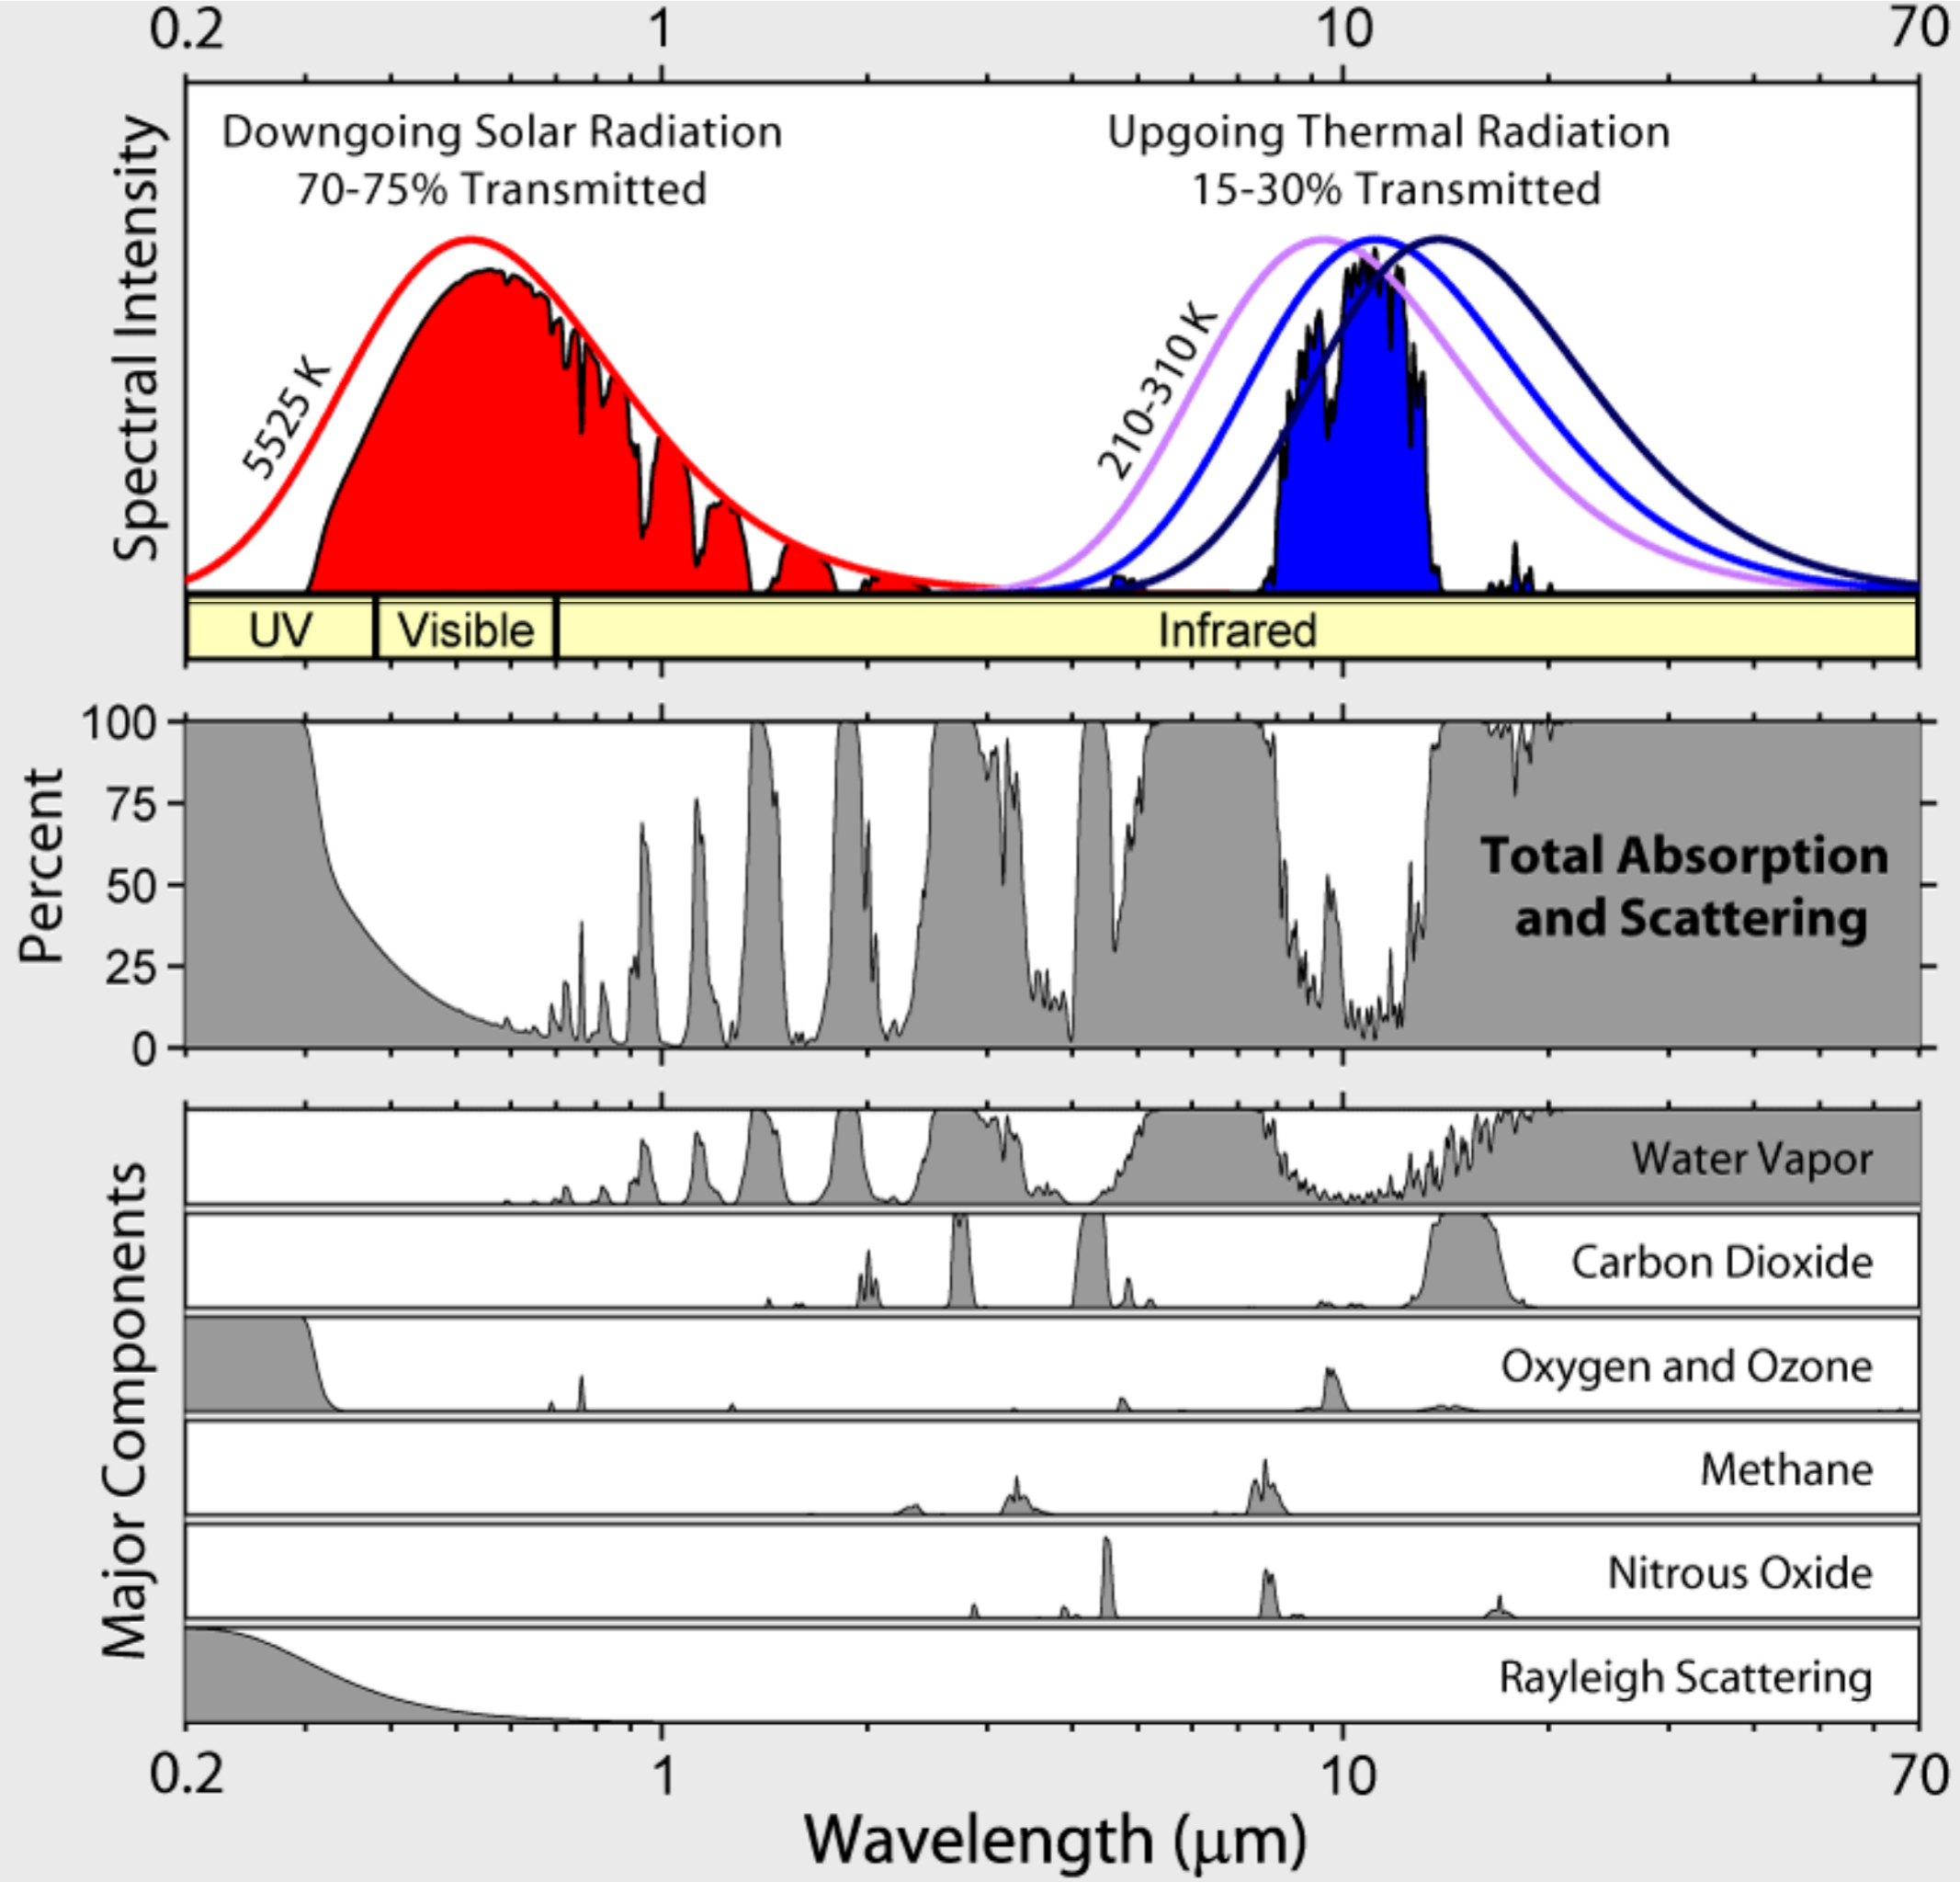 0.2 1 10 70
Spectral Intensity
Downgoing Solar Radiation
70-75% Transmitted
Upgoing Thermal Radiation
15-30% Transmitted
5525 K
210-310 K
UV Visible Infrared
Percent
100
75
50
25
0
Total Absorption
and Scattering
Major Components
Water Vapor
Carbon Dioxide
Oxygen and Ozone
Methane
Nitrous Oxide
Rayleigh Scattering
0.2 1 10 70
Wavelength (μm)